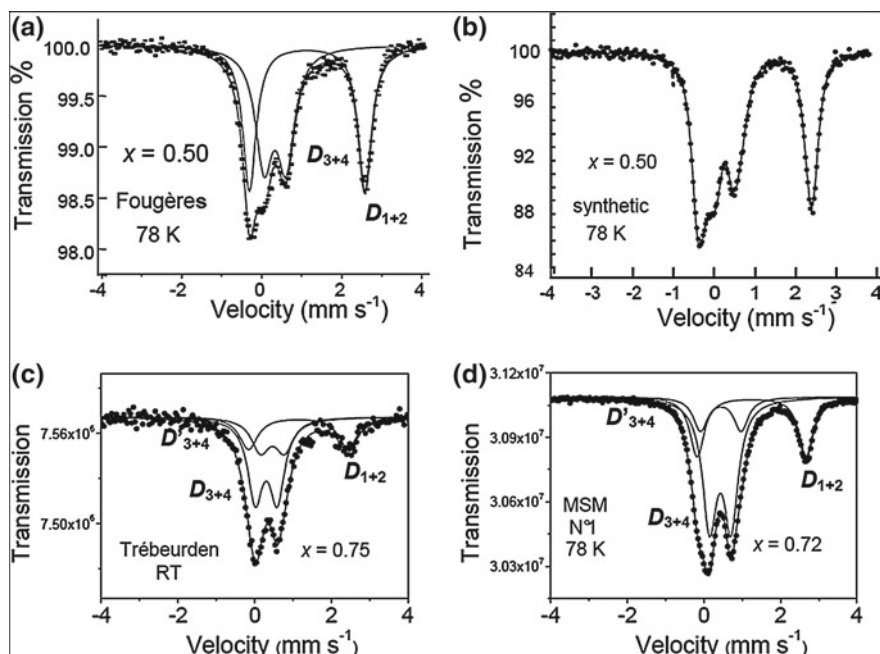 (a)
100.0
99.5
99.0
98.5
98.0
Transmission %
x = 0.50
Fougères
78 K
D3+4
D1+2
-4 -2 0 2 4
Velocity (mm s-1)
(b)
100
96
92
88
84
Transmission %
x = 0.50
synthetic
78 K
-4 -3 -2 -1 0 1 2 3 4
Velocity (mm s-1)
(c)
7.56x10^6
7.50x10^6
Transmission
D'3+4
D3+4
D1+2
Trébeurden
RT
x = 0.75
-4 -2 0 2 4
Velocity (mm s-1)
(d)
3.12x10^7
3.09x10^7
3.06x10^7
3.03x10^7
Transmission
D'3+4
D3+4
D1+2
MSM
N°1
78 K
x = 0.72
-4 -2 0 2 4
Velocity (mm s-1)